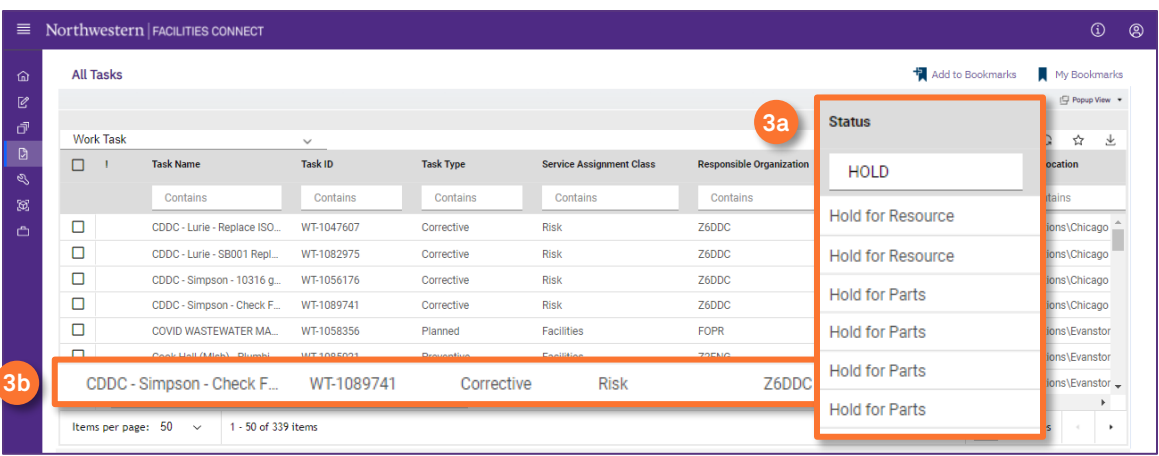 Northwestern | FACILITIES CONNECT
All Tasks
Add to Bookmarks
My Bookmarks
Popup View
Work Task
! Task Name Task ID Task Type Service Assignment Class Responsible Organization
Contains Contains Contains Contains Contains
CDDC - Lurie - Replace ISO... WT-1047607 Corrective Risk Z6DDC
CDDC - Lurie - SB001 Repl... WT-1082975 Corrective Risk Z6DDC
CDDC - Simpson - 10316 g... WT-1056176 Corrective Risk Z6DDC
CDDC - Simpson - Check F... WT-1089741 Corrective Risk Z6DDC
COVID WASTEWATER MA... WT-1058356 Planned Facilities FOPR
3a
Status
HOLD
Hold for Resource
Hold for Resource
Hold for Parts
Hold for Parts
Hold for Parts
Hold for Parts
ocation
tains
ions\Chicago
ions\Chicago
ions\Chicago
ions\Chicago
ions\Evanstor
ions\Evanstor
ions\Evanstor
3b
CDDC - Simpson - Check F... WT-1089741 Corrective Risk Z6DDC
Items per page: 50 1 - 50 of 339 items
s